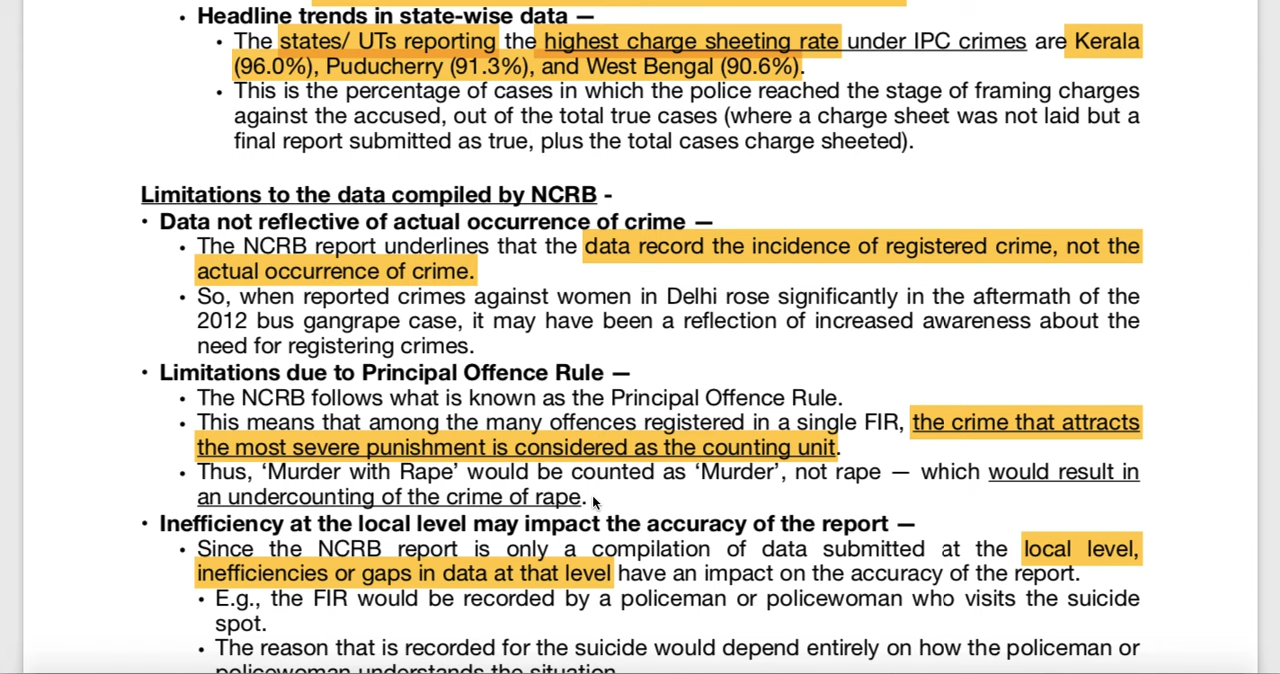 • Headline trends in state-wise data —
• The states/ UTs reporting the highest charge sheeting rate under IPC crimes are Kerala
(96.0%), Puducherry (91.3%), and West Bengal (90.6%).
• This is the percentage of cases in which the police reached the stage of framing charges
against the accused, out of the total true cases (where a charge sheet was not laid but a
final report submitted as true, plus the total cases charge sheeted).
Limitations to the data compiled by NCRB -
• Data not reflective of actual occurrence of crime —
• The NCRB report underlines that the data record the incidence of registered crime, not the
actual occurrence of crime.
• So, when reported crimes against women in Delhi rose significantly in the aftermath of the
2012 bus gangrape case, it may have been a reflection of increased awareness about the
need for registering crimes.
• Limitations due to Principal Offence Rule —
• The NCRB follows what is known as the Principal Offence Rule.
• This means that among the many offences registered in a single FIR, the crime that attracts
the most severe punishment is considered as the counting unit.
• Thus, ‘Murder with Rape’ would be counted as ‘Murder’, not rape — which would result in
an undercounting of the crime of rape.
• Inefficiency at the local level may impact the accuracy of the report —
• Since the NCRB report is only a compilation of data submitted at the local level,
inefficiencies or gaps in data at that level have an impact on the accuracy of the report.
• E.g., the FIR would be recorded by a policeman or policewoman who visits the suicide
spot.
• The reason that is recorded for the suicide would depend entirely on how the policeman or
policewoman understands the situation.